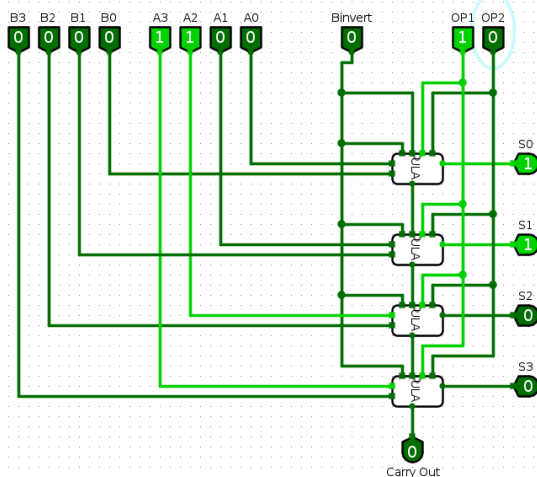 B3 B2 B1 B0 A3 A2 A1 A0 Binvert OP1 OP2
0 0 0 0 1 1 0 0 0 1 0
S0
ULA
1
S1
ULA
1
S2
ULA
0
S3
ULA
0
0
Carry Out